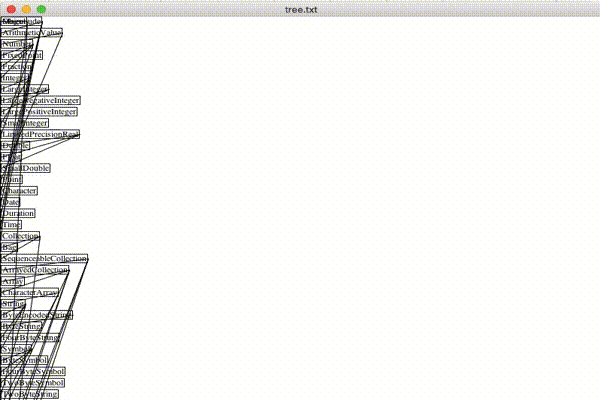 tree.txt
Magnitude
ArithmeticValue
Number
FixedPoint
Fraction
Integer
LargeInteger
LargeNegativeInteger
LargePositiveInteger
SmallInteger
LimitedPrecisionReal
Double
Float
SmallDouble
Point
Character
Date
Duration
Time
Collection
Bag
SequenceableCollection
ArrayedCollection
Array
CharacterArray
String
ByteEncodedString
ByteString
FourByteString
Symbol
ByteSymbol
FourByteSymbol
TwoByteSymbol
TwoByteString